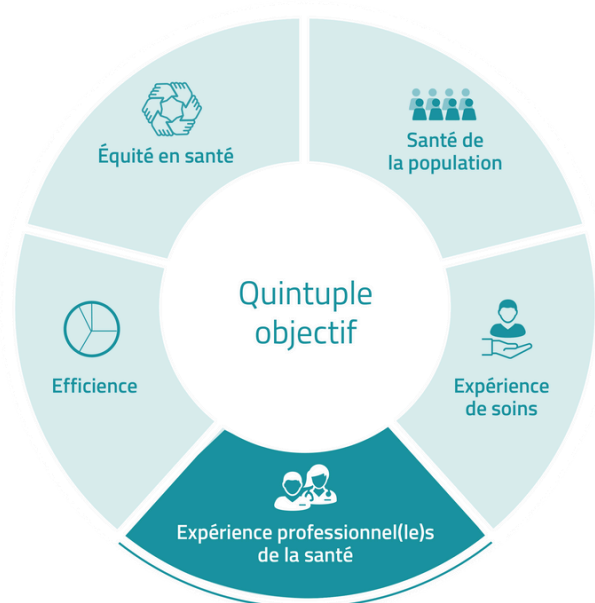 Équité en santé
Santé de
la population
Quintuple
objectif
Efficience
Expérience
de soins
Expérience professionnel(le)s
de la santé